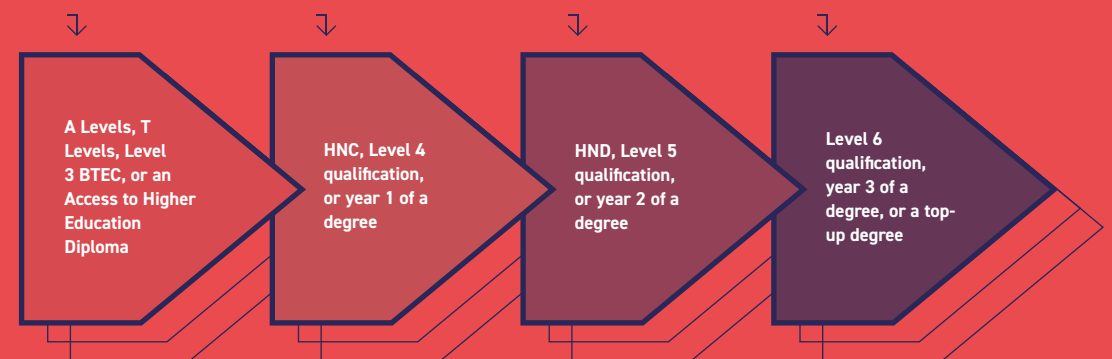 A Levels, T
Levels, Level
3 BTEC, or an
Access to Higher
Education
Diploma
HNC, Level 4
qualification,
or year 1 of a
degree
HND, Level 5
qualification,
or year 2 of a
degree
Level 6
qualification,
year 3 of a
degree, or a top-
up degree